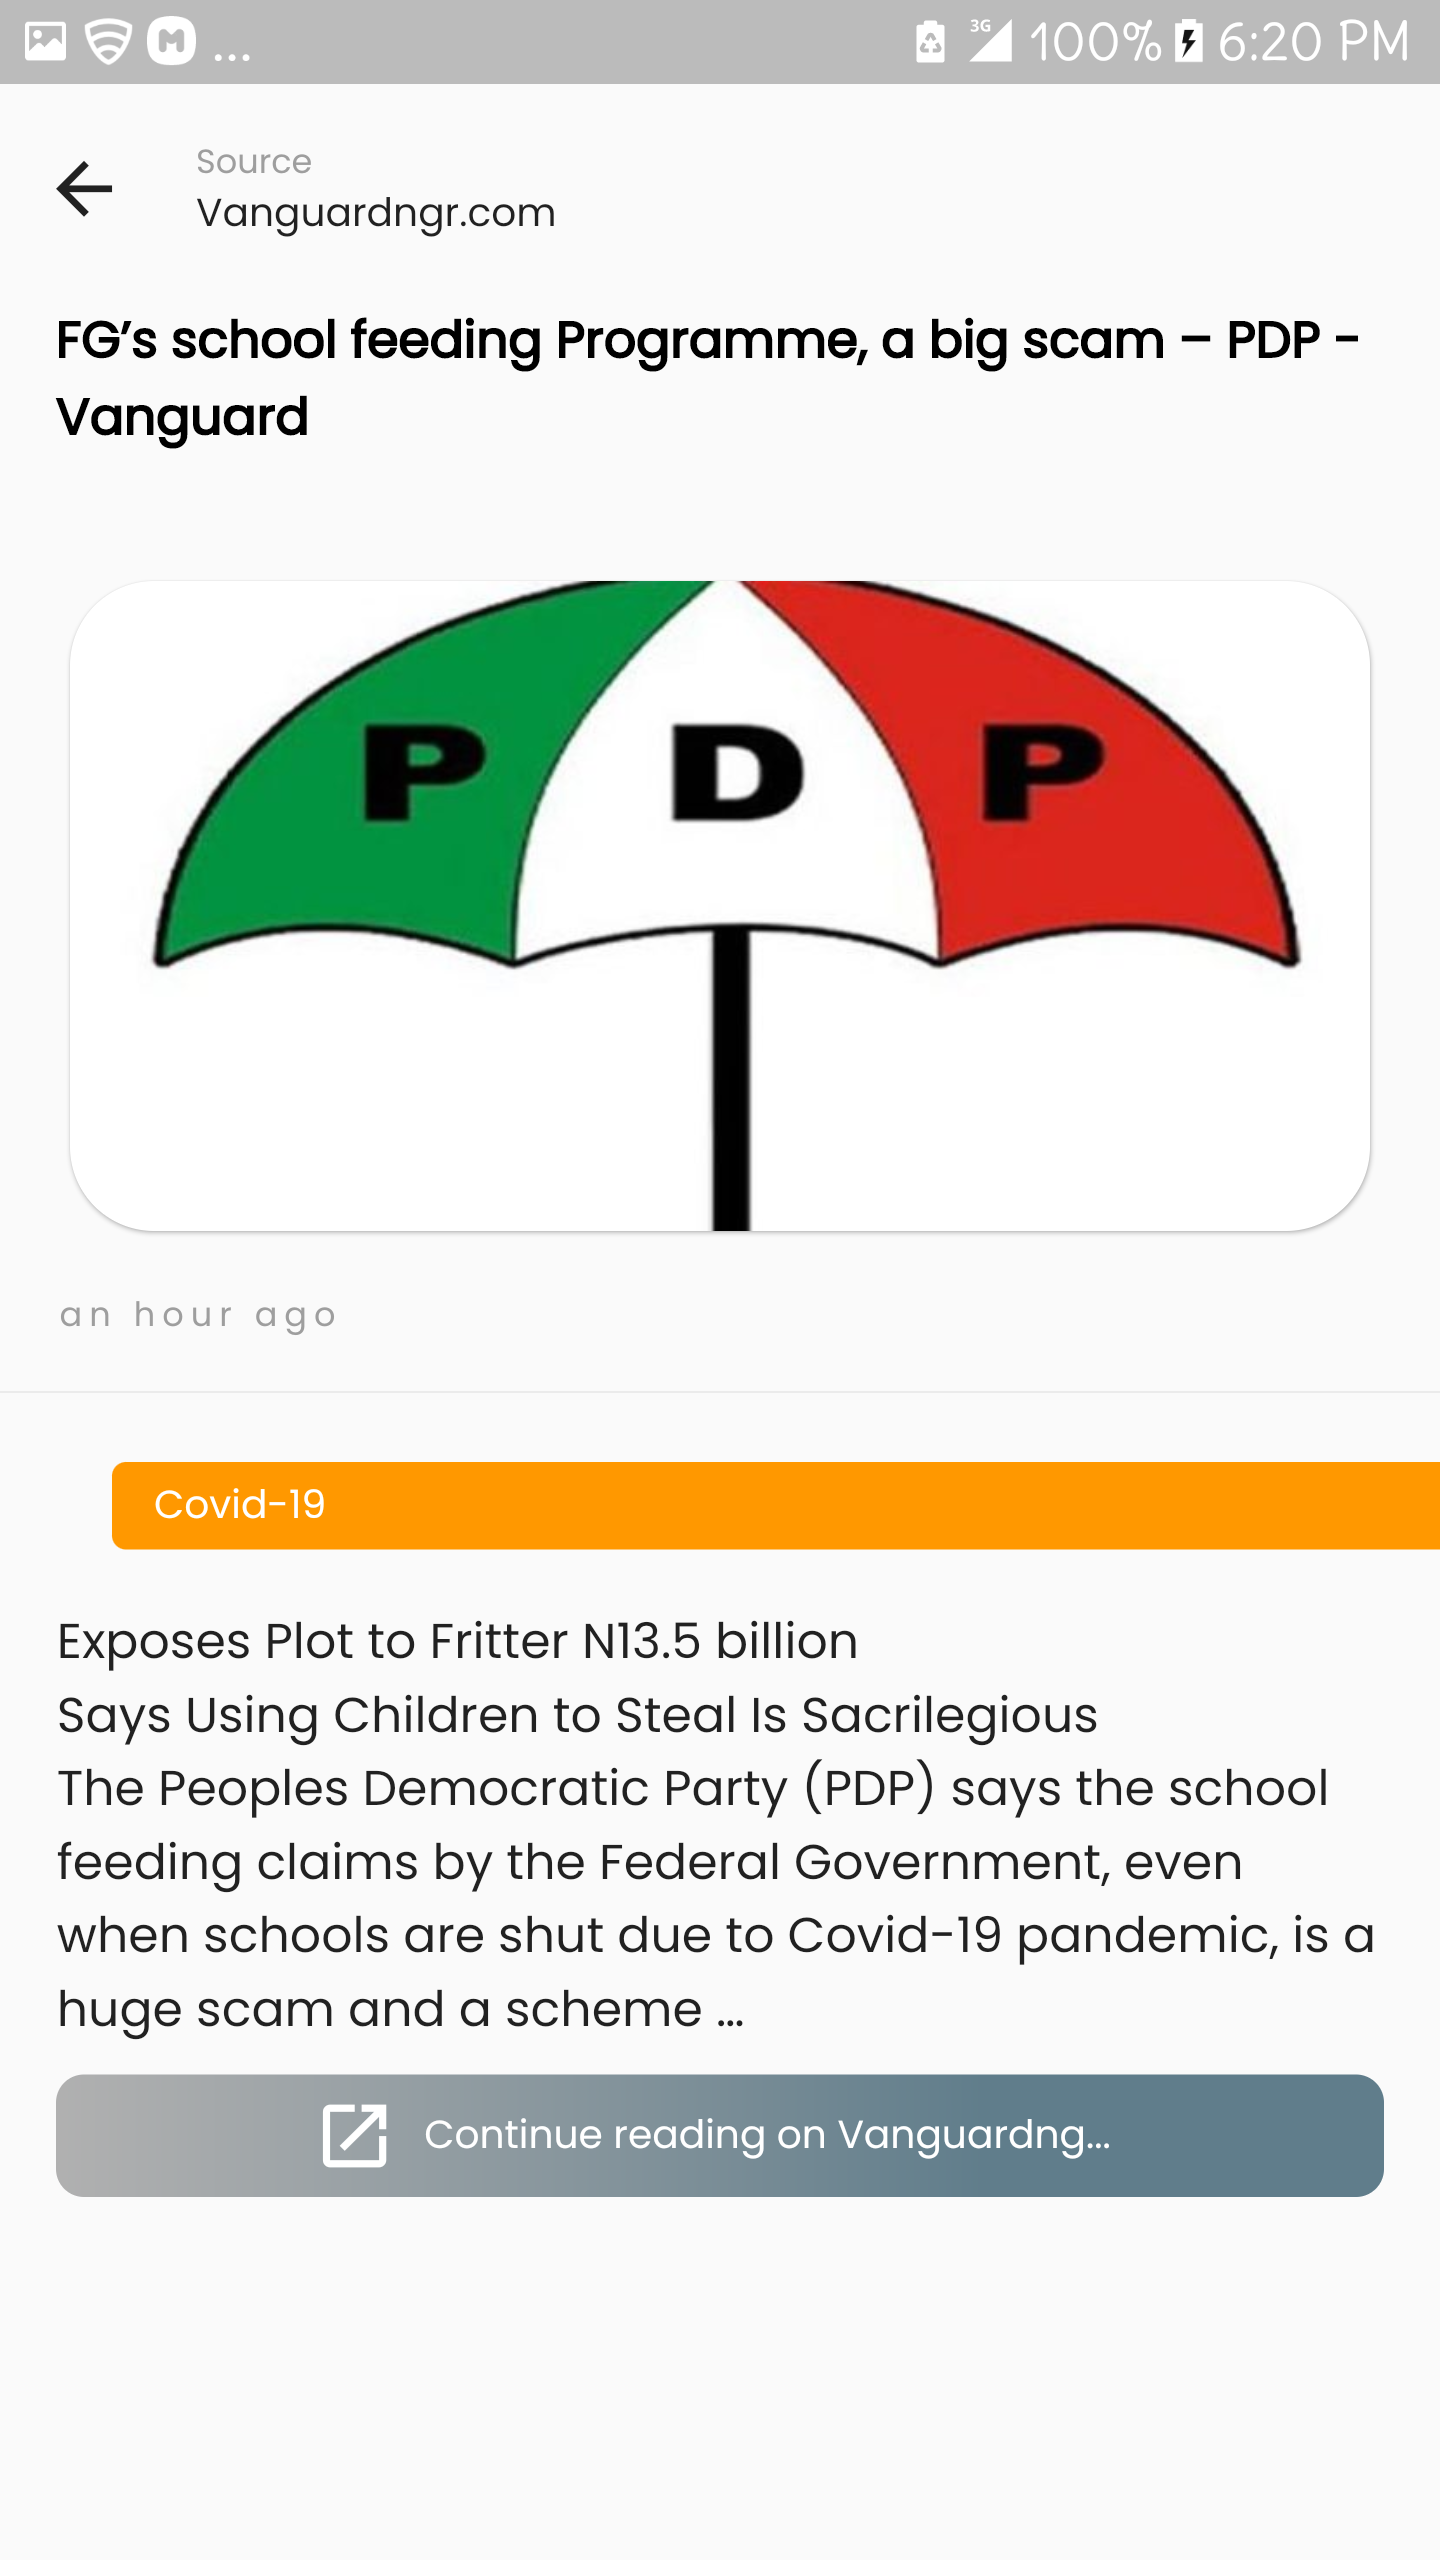 ... 3G 100% 6:20 PM
Source
Vanguardngr.com
FG’s school feeding Programme, a big scam – PDP -
Vanguard
P D P
an hour ago
Covid-19
Exposes Plot to Fritter N13.5 billion
Says Using Children to Steal Is Sacrilegious
The Peoples Democratic Party (PDP) says the school
feeding claims by the Federal Government, even
when schools are shut due to Covid-19 pandemic, is a
huge scam and a scheme ...
Continue reading on Vanguardng...